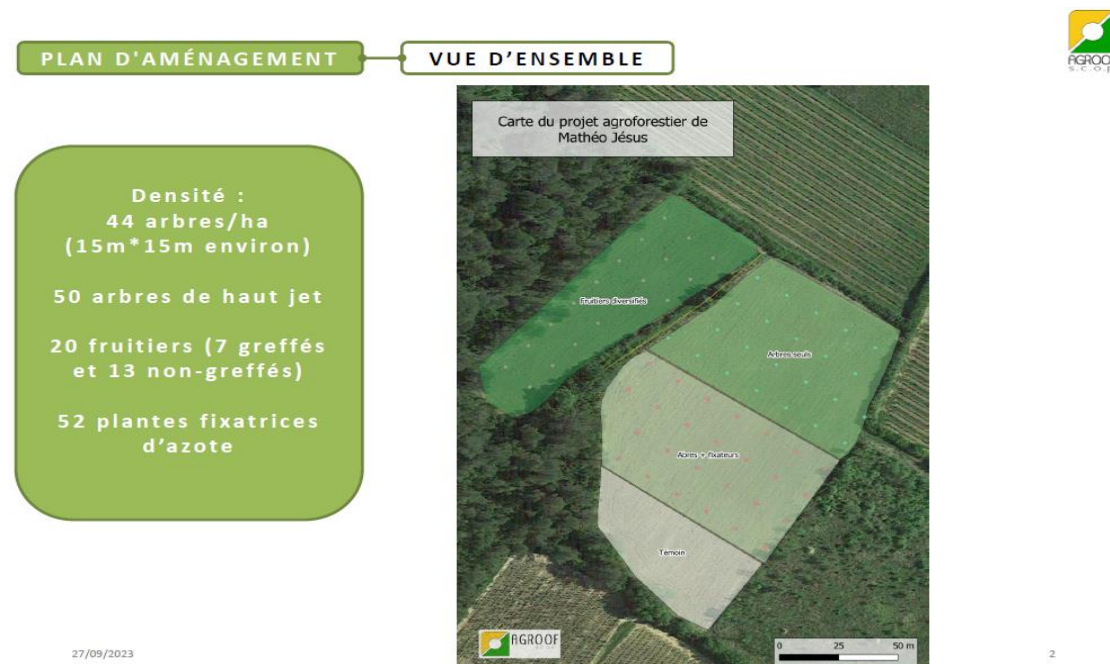 PLAN D'AMÉNAGEMENT
VUE D'ENSEMBLE
AGROOF
s.c.o.p
Densité :
44 arbres/ha
(15m*15m environ)
50 arbres de haut jet
20 fruitiers (7 greffés
et 13 non-greffés)
52 plantes fixatrices
d'azote
Carte du projet agroforestier de
Mathéo Jésus
Fruitiers diversifiés
Arbres seuls
Abres + fixateurs
Témoin
AGROOF
0 25 50 m
27/09/2023
2